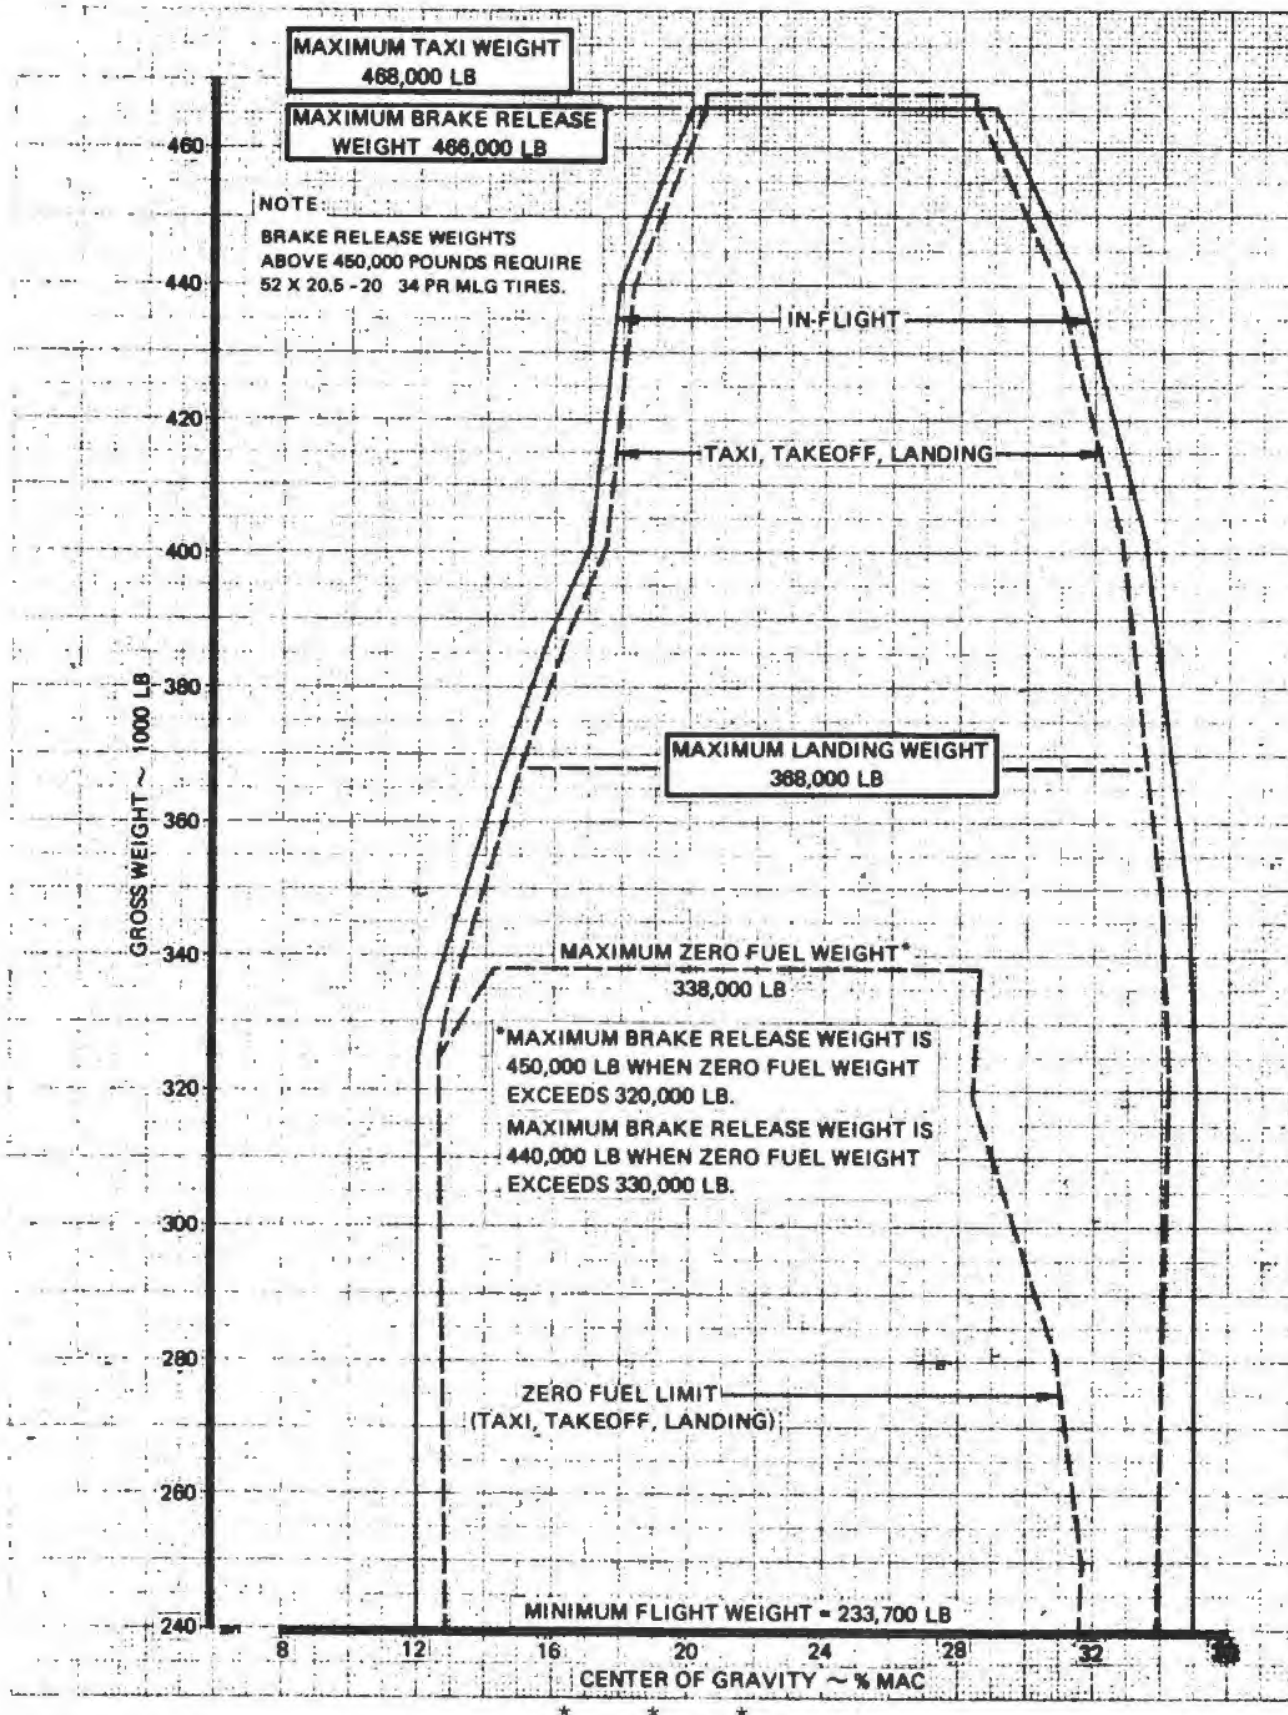 MAXIMUM TAXI WEIGHT
468,000 LB
MAXIMUM BRAKE RELEASE
WEIGHT 466,000 LB
NOTE:
BRAKE RELEASE WEIGHTS
ABOVE 450,000 POUNDS REQUIRE
52 X 20.5 - 20 34 PR MLG TIRES.
IN-FLIGHT
TAXI, TAKEOFF, LANDING
MAXIMUM LANDING WEIGHT
368,000 LB
MAXIMUM ZERO FUEL WEIGHT*
338,000 LB
*MAXIMUM BRAKE RELEASE WEIGHT IS
450,000 LB WHEN ZERO FUEL WEIGHT
EXCEEDS 320,000 LB.
MAXIMUM BRAKE RELEASE WEIGHT IS
440,000 LB WHEN ZERO FUEL WEIGHT
EXCEEDS 330,000 LB.
ZERO FUEL LIMIT
(TAXI, TAKEOFF, LANDING)
MINIMUM FLIGHT WEIGHT = 233,700 LB
GROSS WEIGHT ~ 1000 LB
460
440
420
400
380
360
340
320
300
280
260
240
8 12 16 20 24 28 32
CENTER OF GRAVITY ~ % MAC
* * *